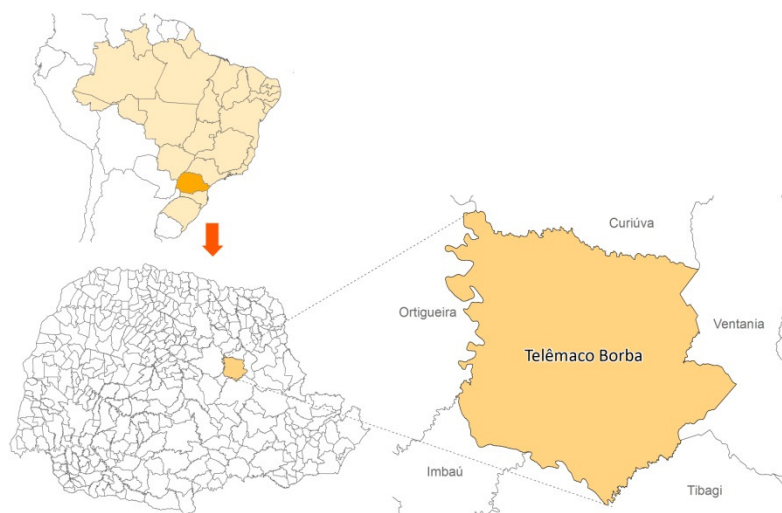 Curiúva
Ortigueira
Ventania
Telêmaco Borba
Imbaú
Tibagi